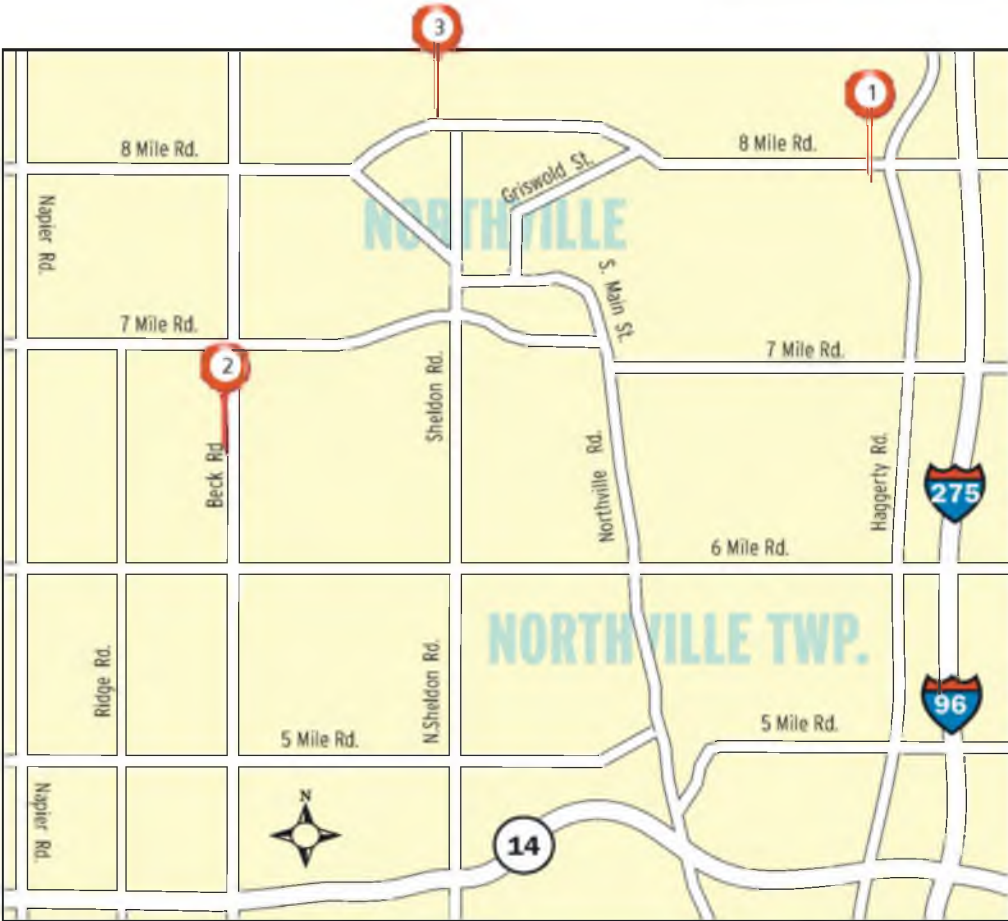 3
1
8 Mile Rd.
8 Mile Rd.
Griswold St.
Napier Rd.
NORTHVILLE
S. Main St.
7 Mile Rd.
7 Mile Rd.
2
Sheldon Rd.
Beck Rd
Northville Rd.
Haggerty Rd.
275
6 Mile Rd.
NORTHVILLE TWP.
Ridge Rd.
N.Sheldon Rd.
96
5 Mile Rd.
5 Mile Rd.
Napier Rd.
N
14